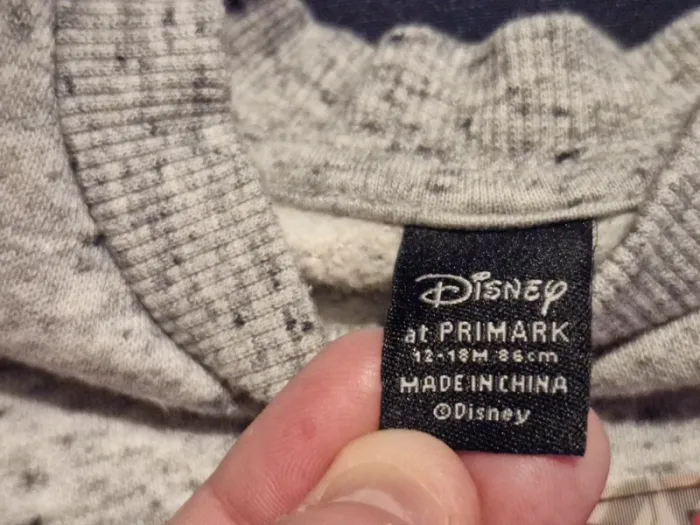 Disney
at PRIMARK
12-18M 86cm
MADE IN CHINA
©Disney